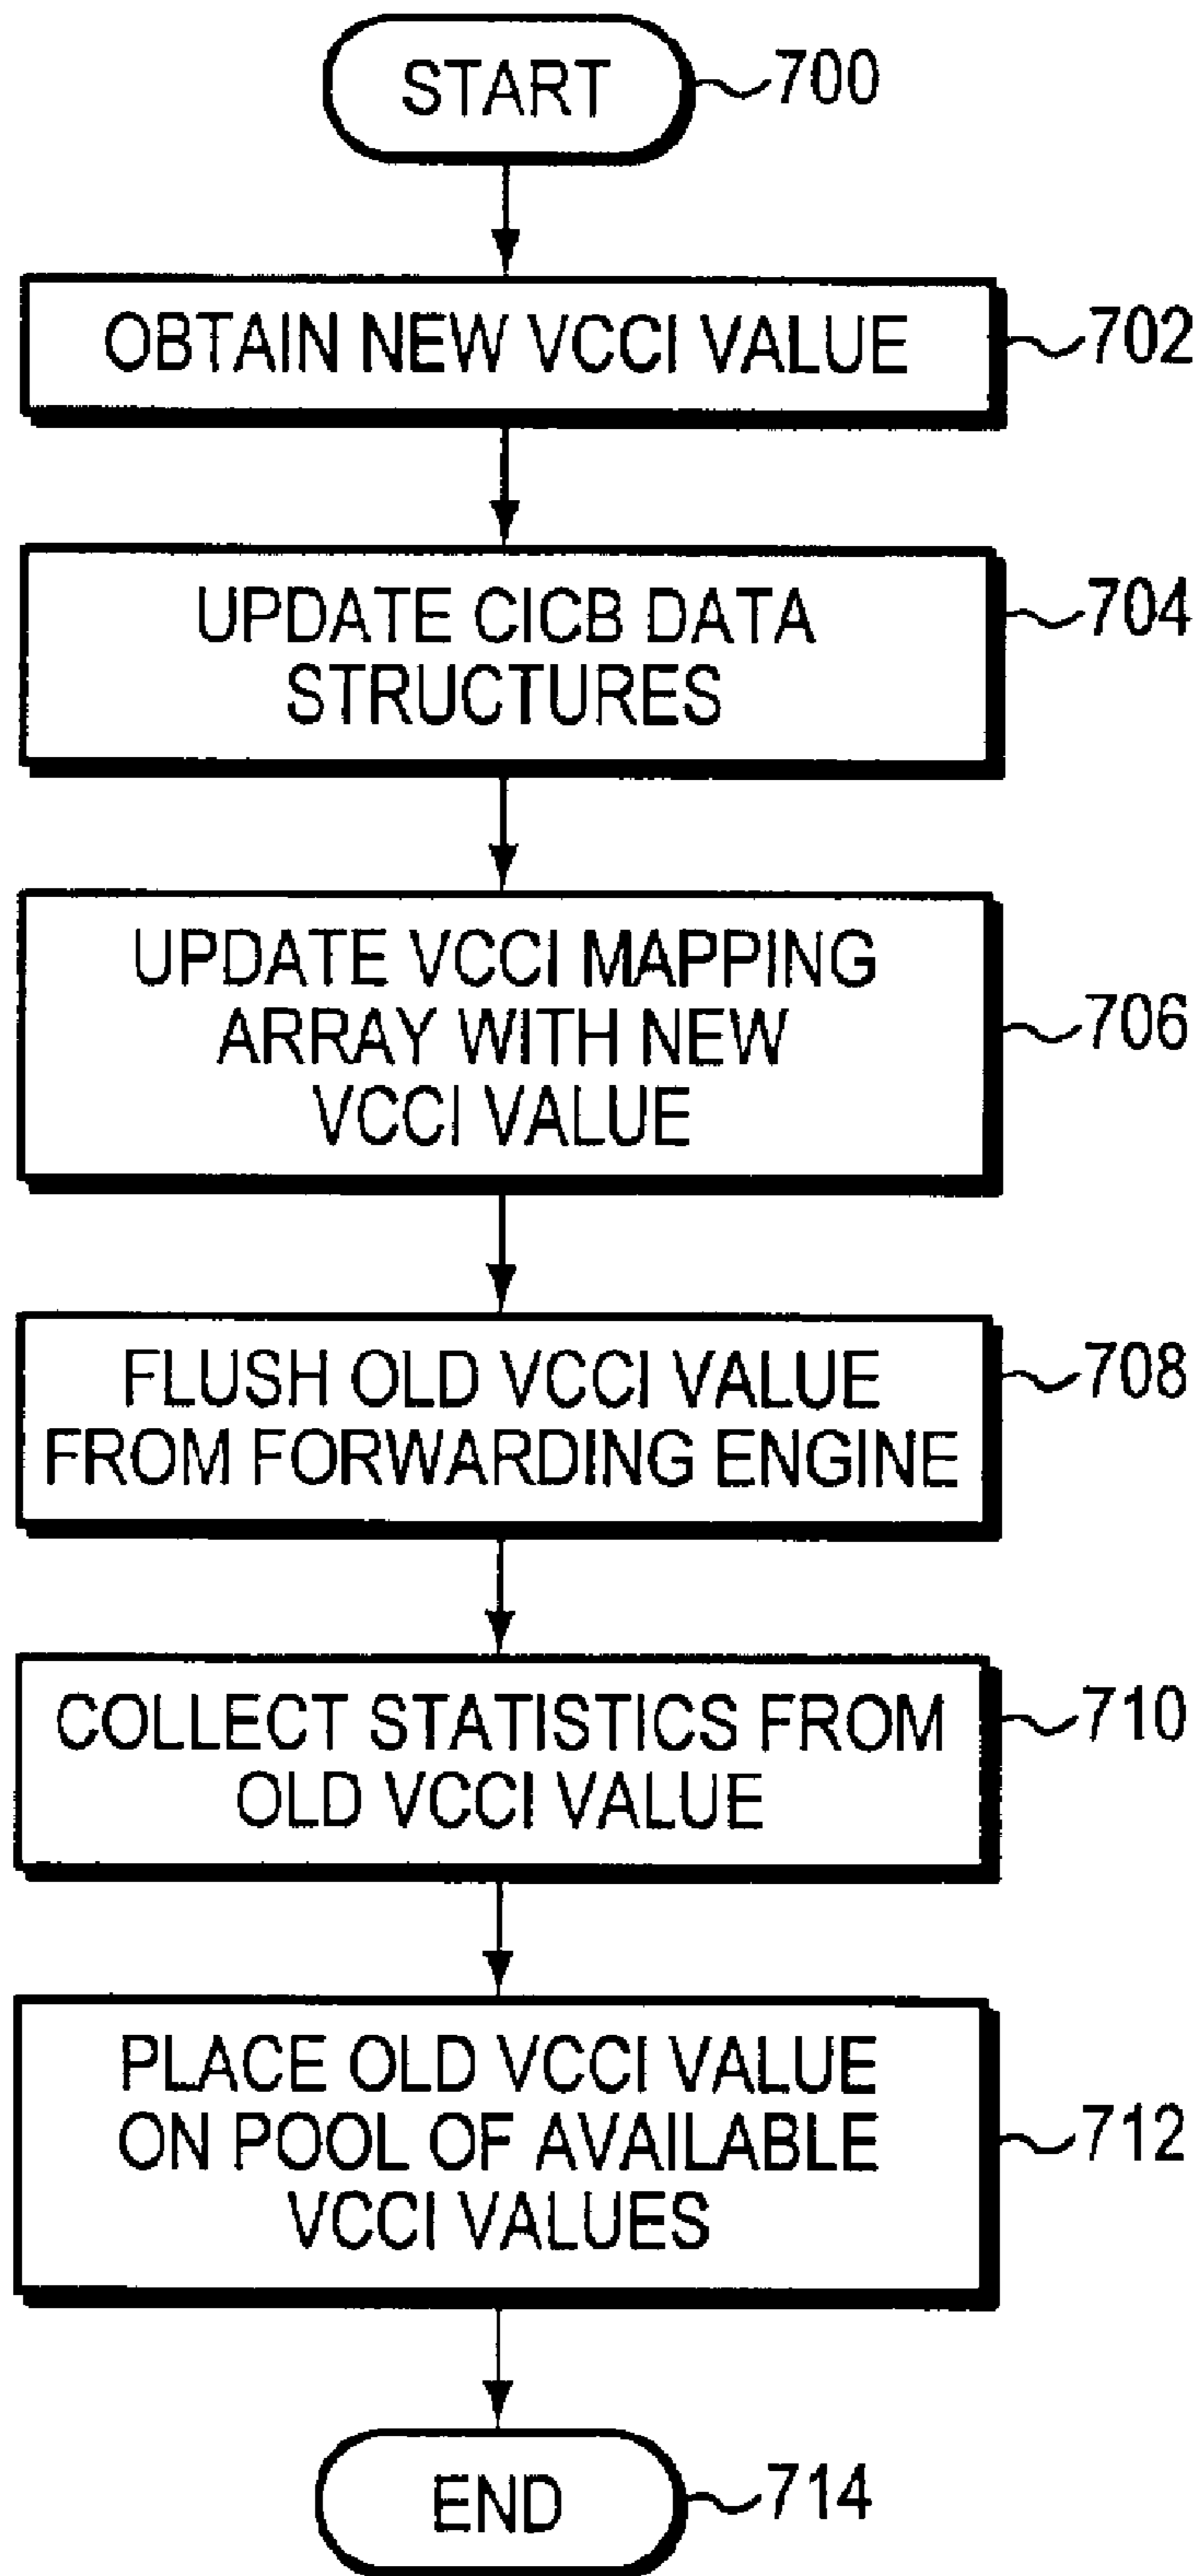 START
700
OBTAIN NEW VCCI VALUE
702
UPDATE CICB DATA
STRUCTURES
704
UPDATE VCCI MAPPING
ARRAY WITH NEW
VCCI VALUE
706
FLUSH OLD VCCI VALUE
FROM FORWARDING ENGINE
708
COLLECT STATISTICS FROM
OLD VCCI VALUE
710
PLACE OLD VCCI VALUE
ON POOL OF AVAILABLE
VCCI VALUES
712
END
714